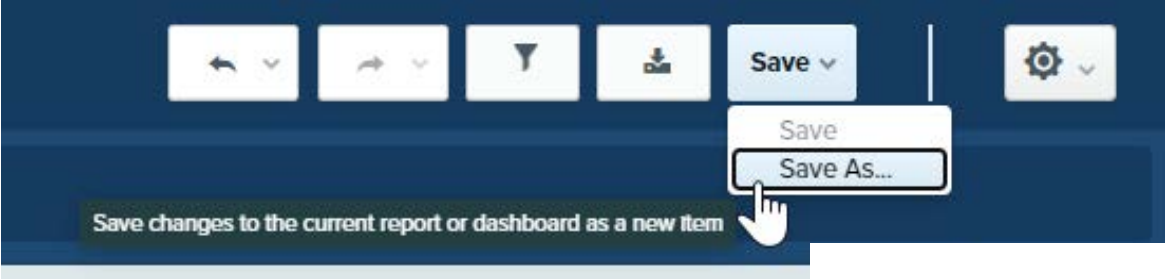 Save
Save
Save As...
Save changes to the current report or dashboard as a new item